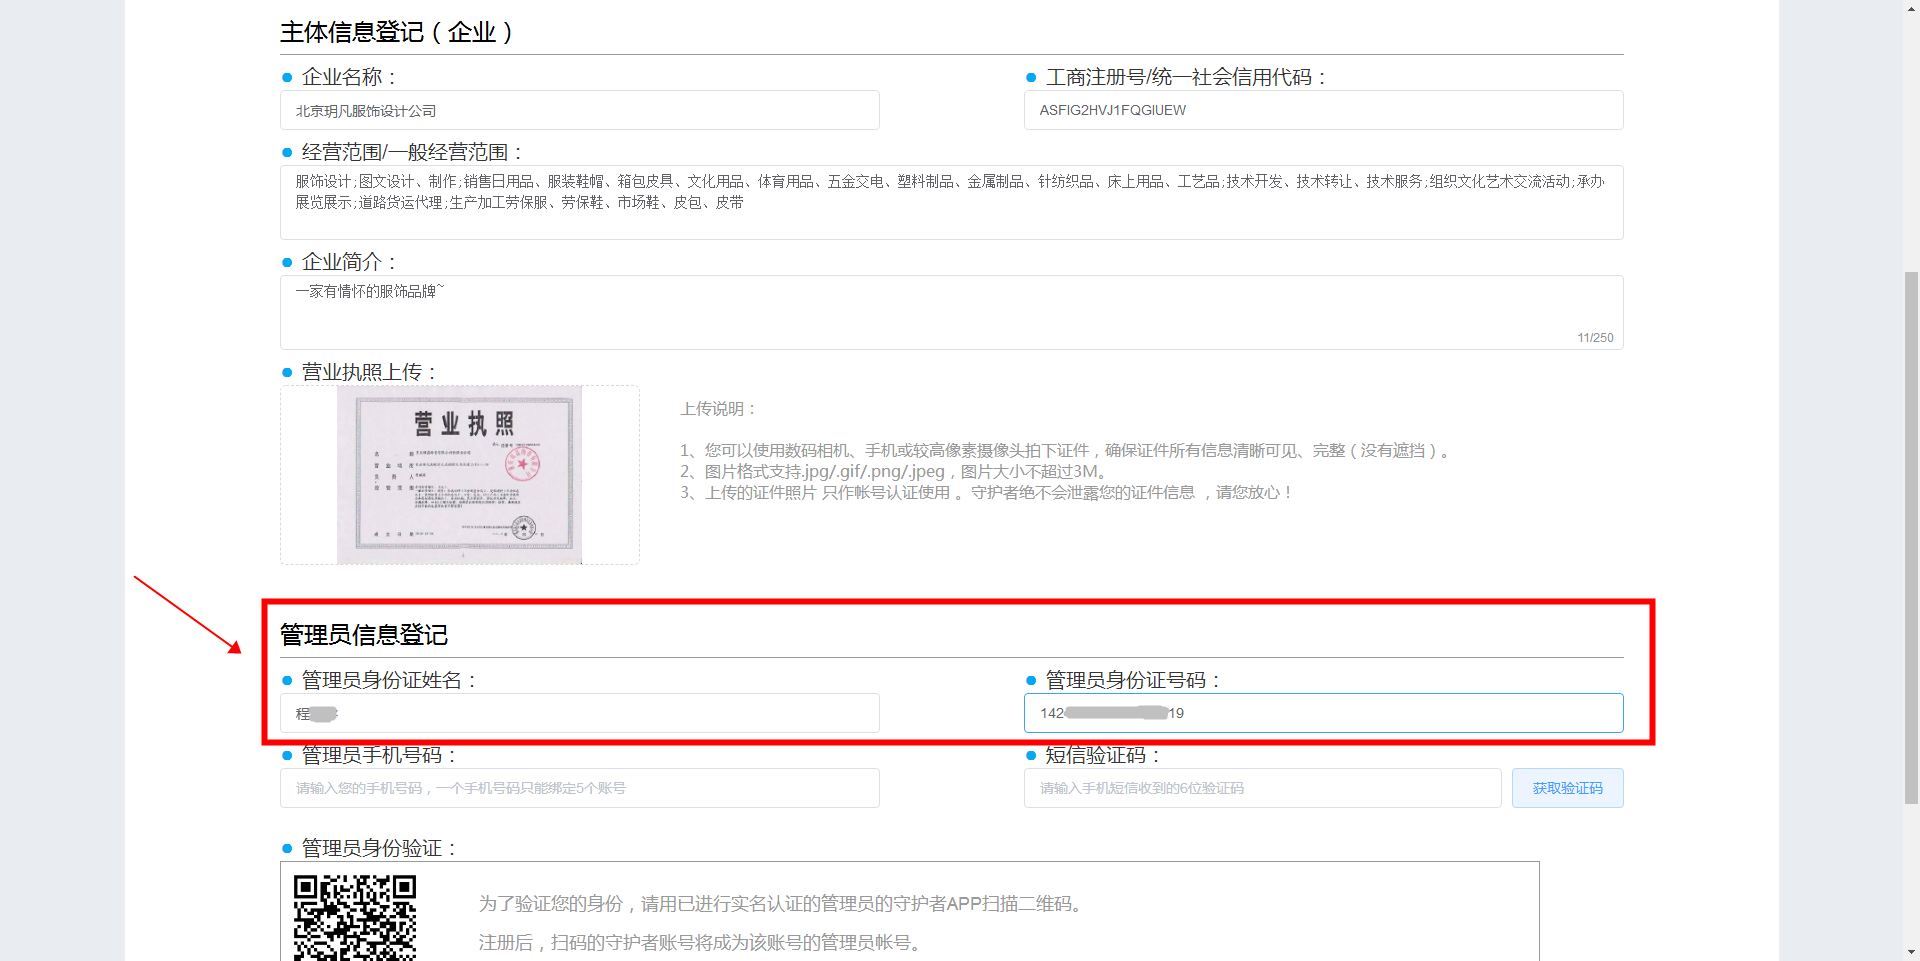 主体信息登记（企业）
企业名称：
工商注册号/统一社会信用代码：
北京玥凡服饰设计公司
ASFIG2HVJ1FQGIUEW
经营范围/一般经营范围：
服饰设计;图文设计、制作;销售日用品、服装鞋帽、箱包皮具、文化用品、体育用品、五金交电、塑料制品、金属制品、针纺织品、床上用品、工艺品;技术开发、技术转让、技术服务;组织文化艺术交流活动;承办
展览展示;道路货运代理;生产加工劳保服、劳保鞋、市场鞋、皮包、皮带
企业简介：
一家有情怀的服饰品牌~
11/250
营业执照上传：
营业执照
上传说明：
1、您可以使用数码相机、手机或较高像素摄像头拍下证件，确保证件所有信息清晰可见、完整（没有遮挡）。
2、图片格式支持.jpg/.gif/.png/.jpeg，图片大小不超过3M。
3、上传的证件照片 只作帐号认证使用 。守护者绝不会泄露您的证件信息 ，请您放心！
管理员信息登记
管理员身份证姓名：
管理员身份证号码：
程
142
19
管理员手机号码：
短信验证码：
请输入您的手机号码，一个手机号码只能绑定5个账号
请输入手机短信收到的6位验证码
获取验证码
管理员身份验证：
为了验证您的身份，请用已进行实名认证的管理员的守护者APP扫描二维码。
注册后，扫码的守护者账号将成为该账号的管理员帐号。